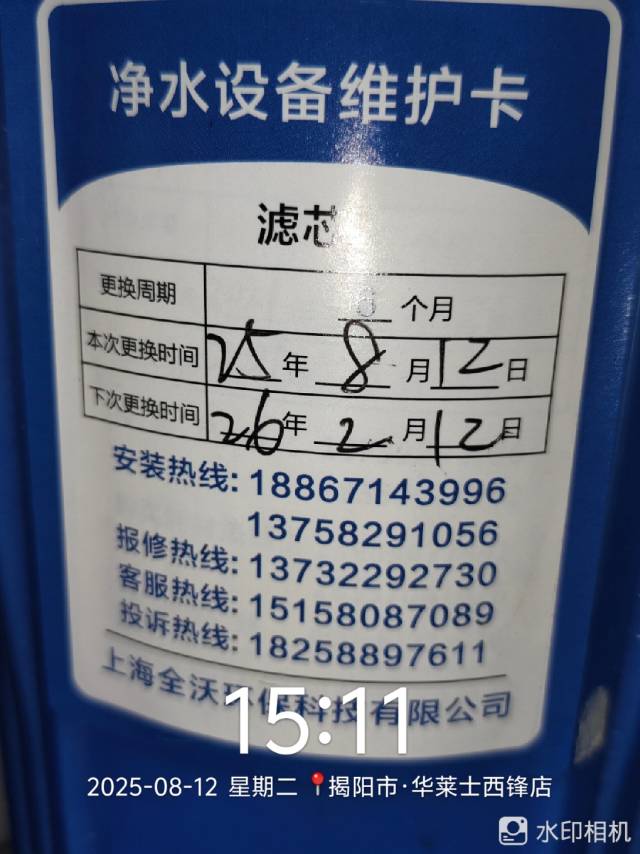 净水设备维护卡
滤芯
更换周期 6 个月
本次更换时间 25 年 8 月 12 日
下次更换时间 26 年 2 月 12 日
安装热线: 18867143996
13758291056
报修热线: 13732292730
客服热线: 15158087089
投诉热线: 18258897611
上海全沃环保科技有限公司
15:11
2025-08-12 星期二 揭阳市·华莱士西锋店
水印相机